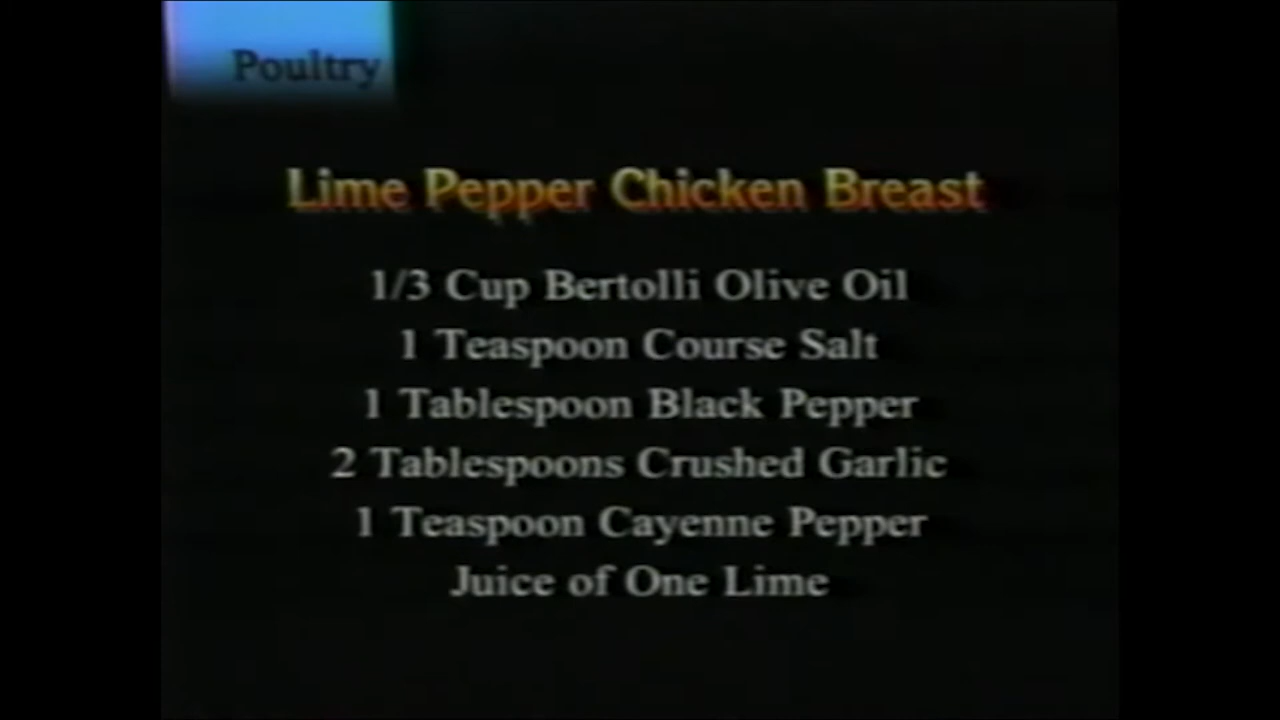 Poultry
Lime Pepper Chicken Breast
1/3 Cup Bertolli Olive Oil
1 Teaspoon Course Salt
1 Tablespoon Black Pepper
2 Tablespoons Crushed Garlic
1 Teaspoon Cayenne Pepper
Juice of One Lime